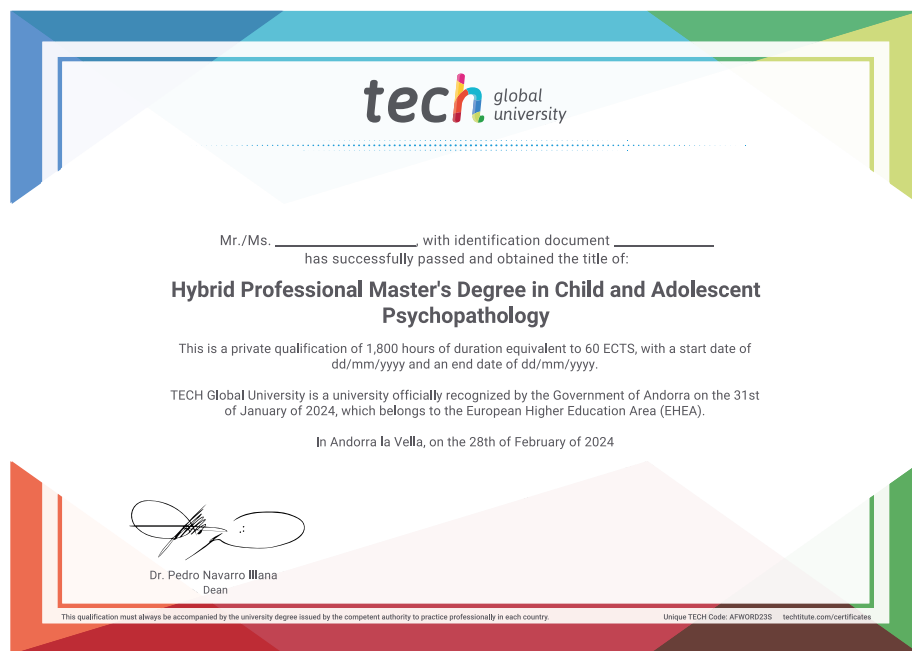 tech global
university
Mr./Ms. ________________, with identification document ____________
has successfully passed and obtained the title of:
Hybrid Professional Master's Degree in Child and Adolescent
Psychopathology
This is a private qualification of 1,800 hours of duration equivalent to 60 ECTS, with a start date of
dd/mm/yyyy and an end date of dd/mm/yyyy.
TECH Global University is a university officially recognized by the Government of Andorra on the 31st
of January of 2024, which belongs to the European Higher Education Area (EHEA).
In Andorra la Vella, on the 28th of February of 2024
Dr. Pedro Navarro Illana
Dean
This qualification must always be accompanied by the university degree issued by the competent authority to practice professionally in each country. Unique TECH Code: AFWORD23S techtitute.com/certificates